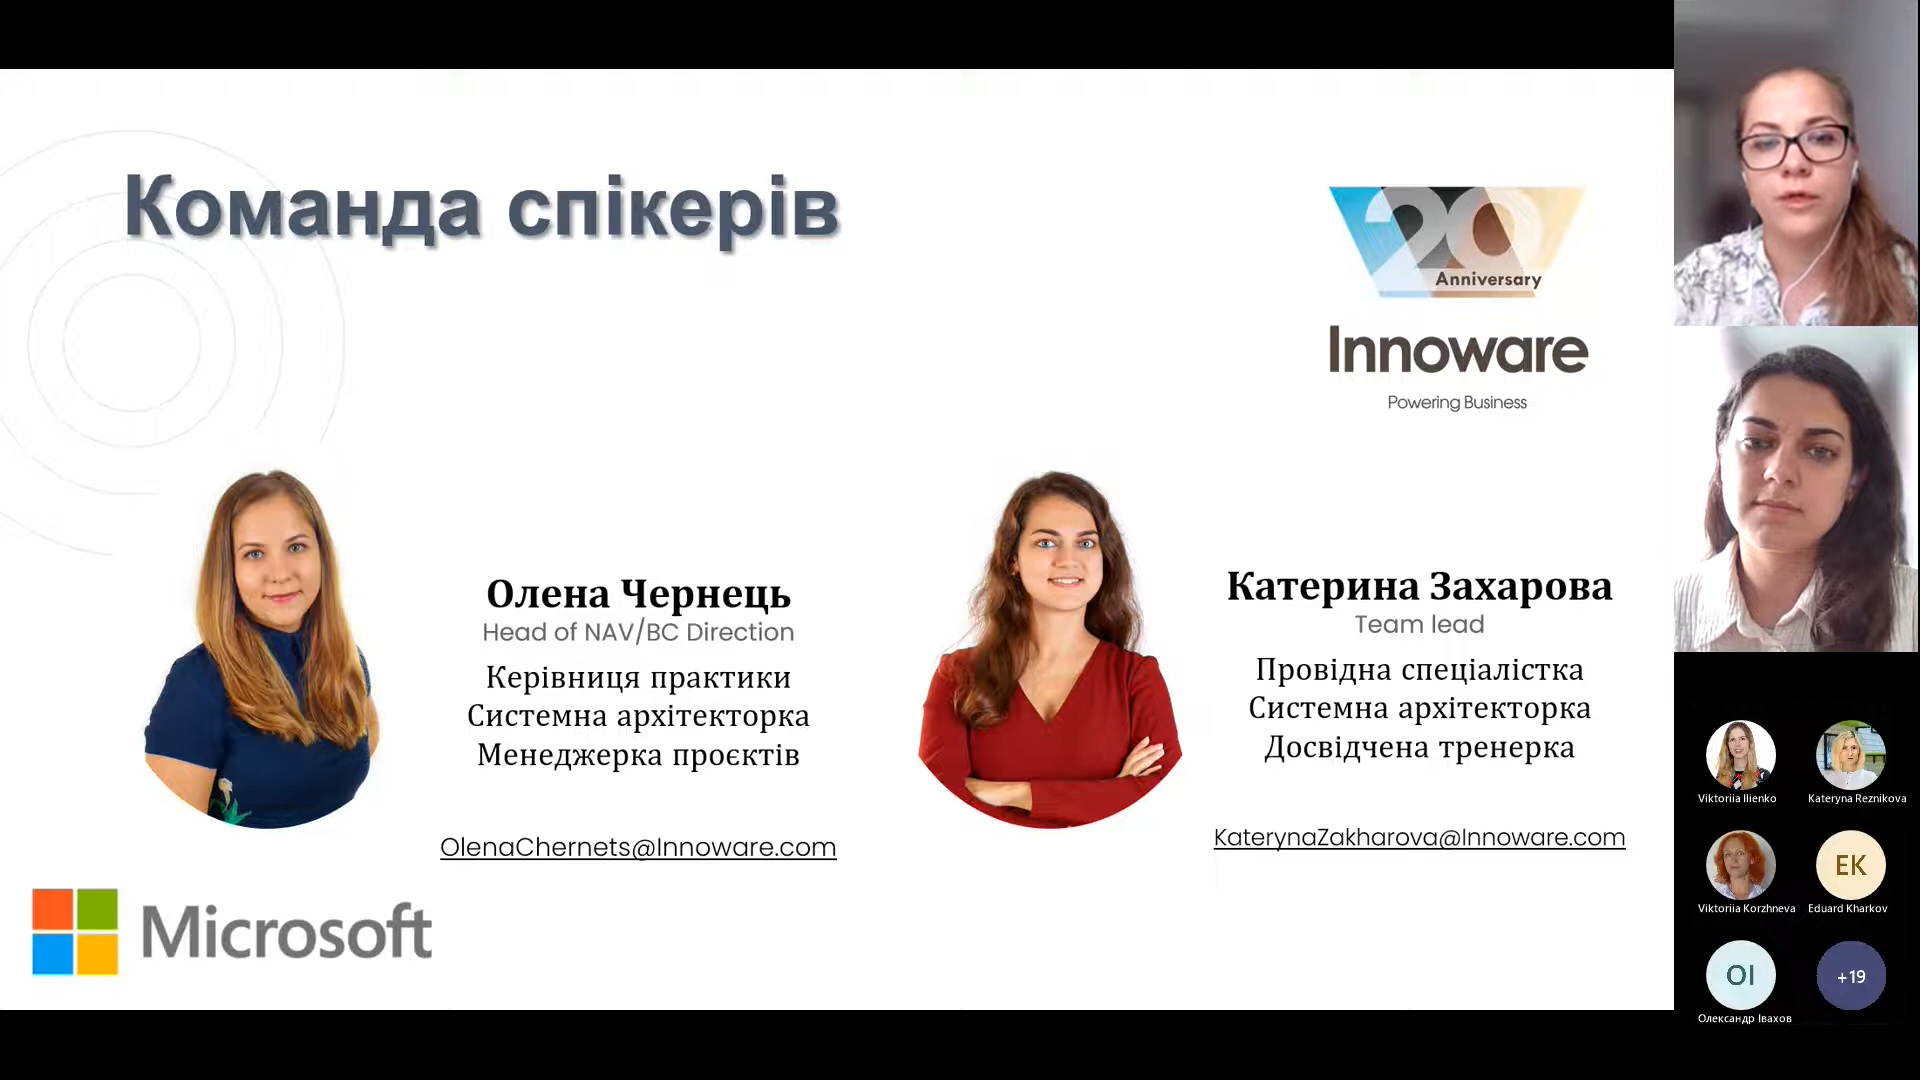 Команда спікерів
20
Anniversary
Innoware
Powering Business
Олена Чернець
Head of NAV/BC Direction
Керівниця практики
Системна архітекторка
Менеджерка проєктів
OlenaChernets@Innoware.com
Катерина Захарова
Team lead
Провідна спеціалістка
Системна архітекторка
Досвідчена тренерка
KaterynaZakharova@Innoware.com
Microsoft
Viktoriia Ilienko
Kateryna Reznikova
Viktoriia Korzhneva
EK
Eduard Kharkov
OI
Олександр Івахов
+19